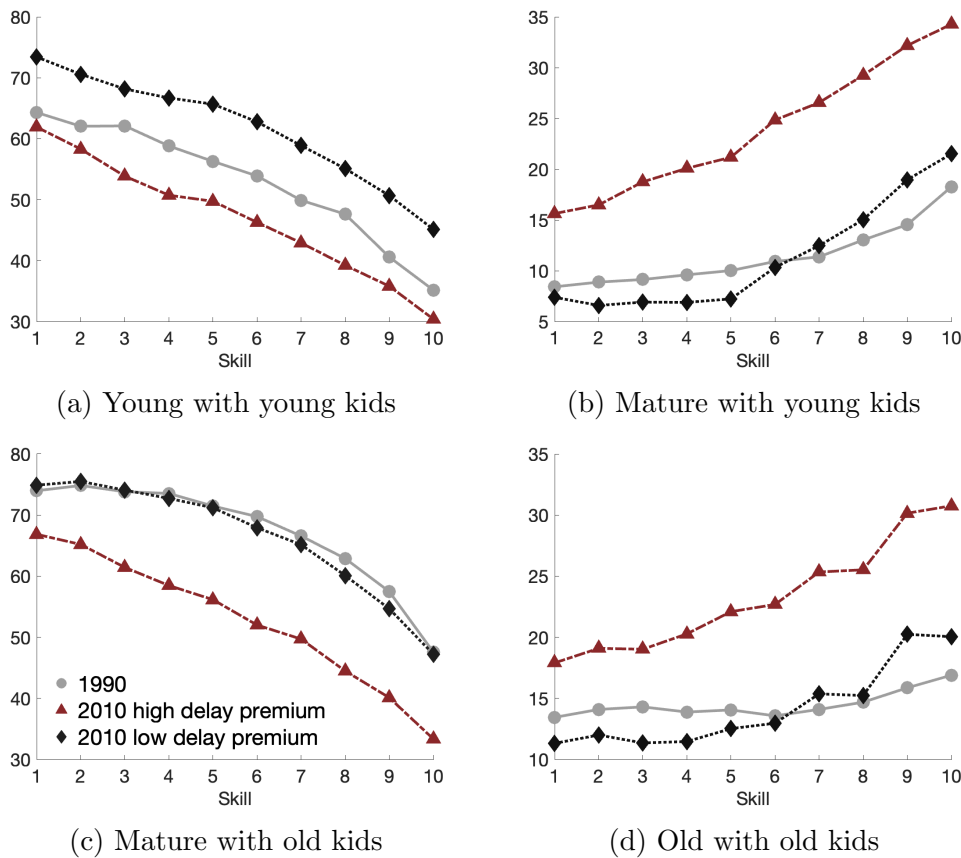 80
70
60
50
40
30
1 2 3 4 5 6 7 8 9 10
Skill
(a) Young with young kids
35
30
25
20
15
10
5
1 2 3 4 5 6 7 8 9 10
Skill
(b) Mature with young kids
80
70
60
50
40
30
1990
2010 high delay premium
2010 low delay premium
1 2 3 4 5 6 7 8 9 10
Skill
(c) Mature with old kids
35
30
25
20
15
10
1 2 3 4 5 6 7 8 9 10
Skill
(d) Old with old kids